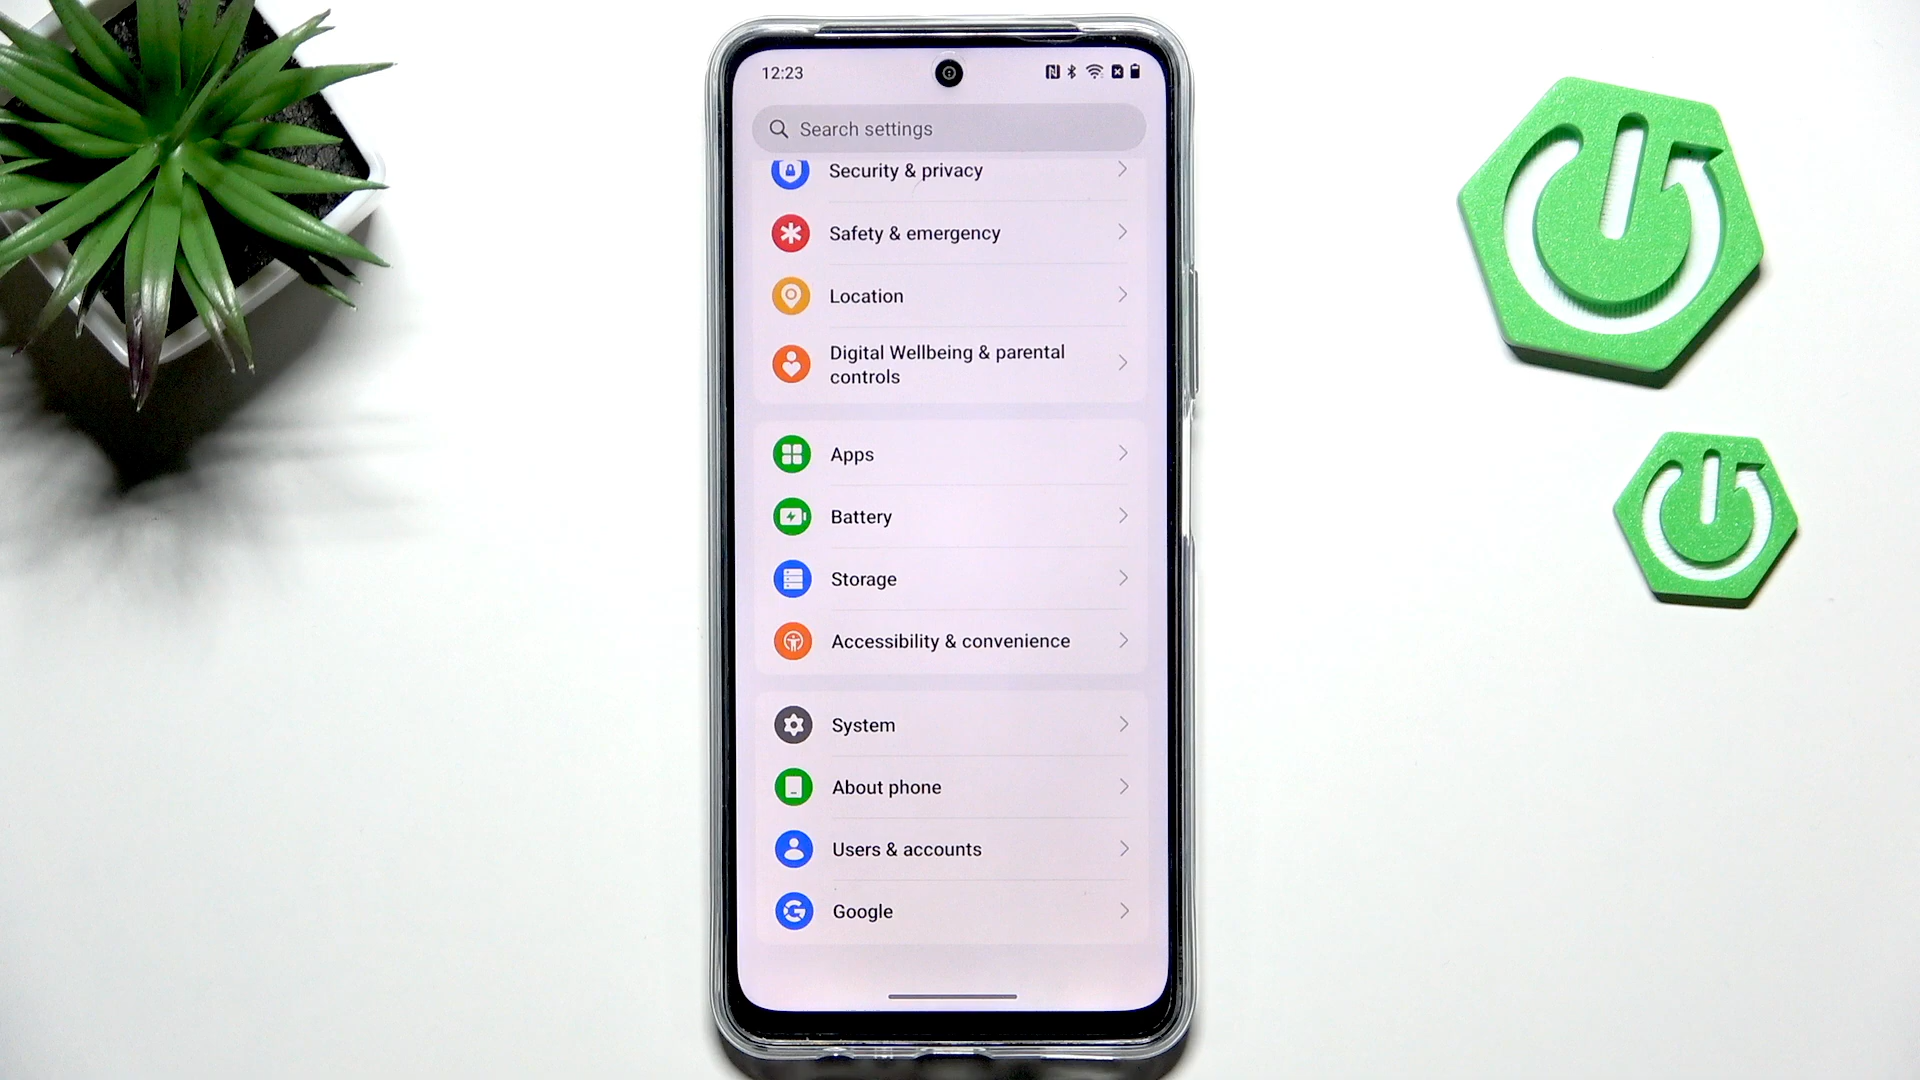 12:23
Search settings
Security & privacy
Safety & emergency
Location
Digital Wellbeing & parental
controls
Apps
Battery
Storage
Accessibility & convenience
System
About phone
Users & accounts
Google